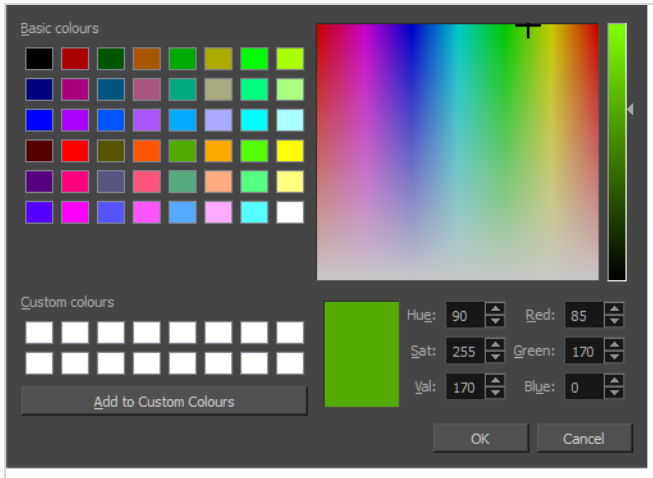 Basic colours
Custom colours
Add to Custom Colours
Hue: 90 Red: 85
Sat: 255 Green: 170
Val: 170 Blue: 0
OK Cancel